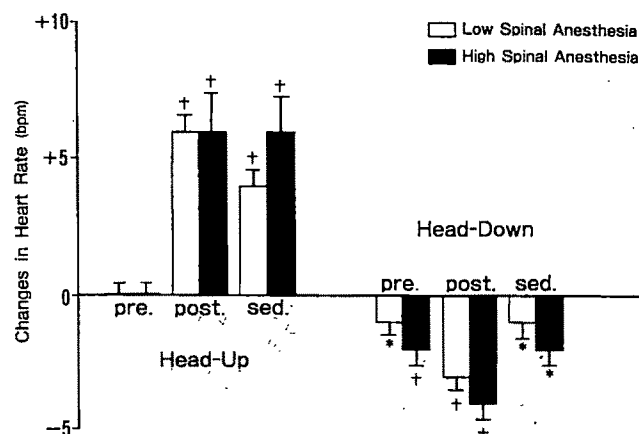 +10
Low Spinal Anesthesia
High Spinal Anesthesia
†
†
†
†
+5
Changes in Heart Rate (bpm)
Head-Down
pre. post. sed.
0
pre. post. sed.
Head-Up
*
†
†
†
*
*
−5